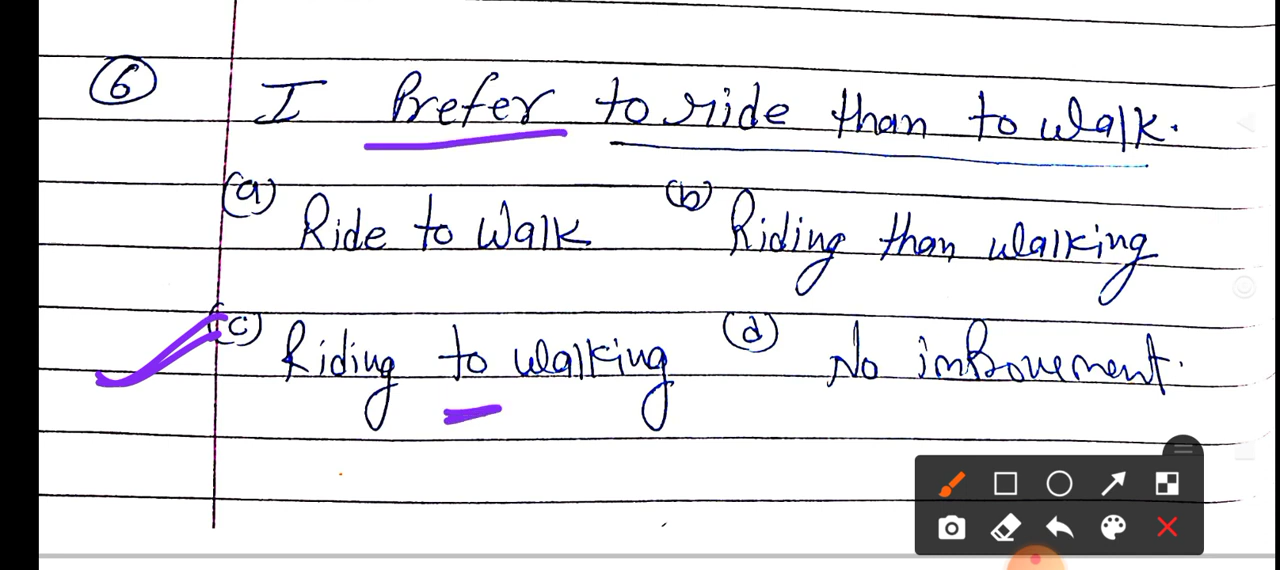 6 I Prefer to ride than to walk.
(a) Ride to Walk (b) Riding than walking
(c) Riding to walking (d) No improvement.